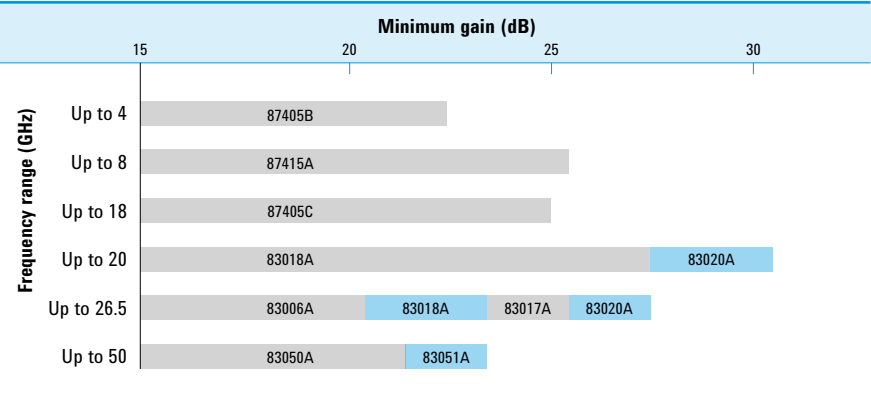 Minimum gain (dB)
15 20 25 30
Frequency range (GHz)
Up to 4 87405B
Up to 8 87415A
Up to 18 87405C
Up to 20 83018A 83020A
Up to 26.5 83006A 83018A 83017A 83020A
Up to 50 83050A 83051A